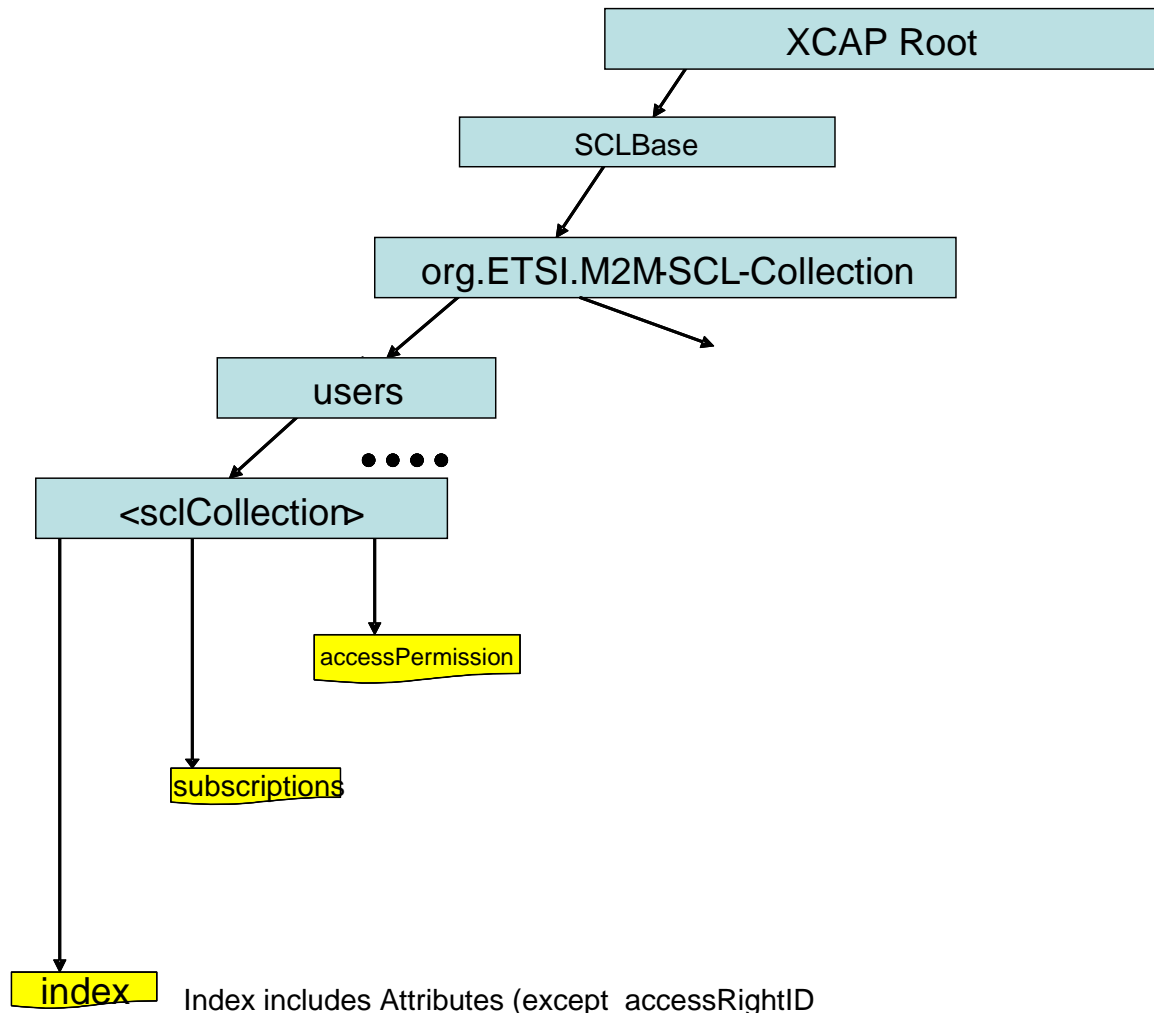 XCAP Root
SCLBase
org.ETSI.M2M-SCL-Collection
users
<sclCollection>
accessPermission
subscriptions
index
Index includes Attributes (except accessRightID